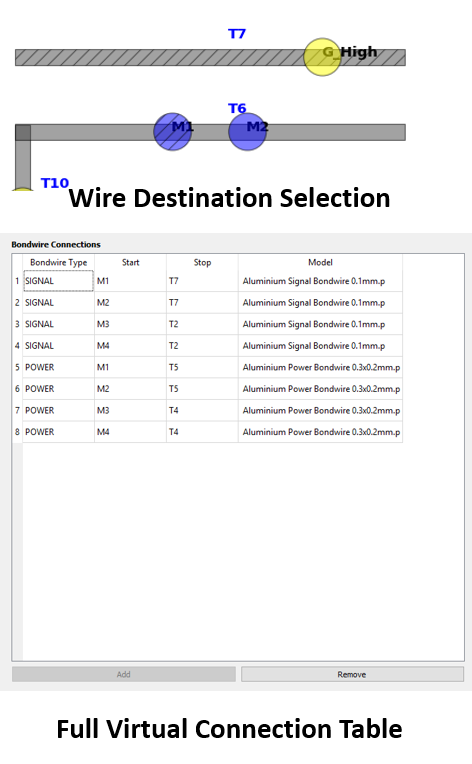 T7
G_High
T6
M1 M2
T10
Wire Destination Selection
Bondwire Connections
Bondwire Type Start Stop Model
1 SIGNAL M1 T7 Aluminium Signal Bondwire 0.1mm.p
2 SIGNAL M2 T7 Aluminium Signal Bondwire 0.1mm.p
3 SIGNAL M3 T2 Aluminium Signal Bondwire 0.1mm.p
4 SIGNAL M4 T2 Aluminium Signal Bondwire 0.1mm.p
5 POWER M1 T5 Aluminium Power Bondwire 0.3x0.2mm.p
6 POWER M2 T5 Aluminium Power Bondwire 0.3x0.2mm.p
7 POWER M3 T4 Aluminium Power Bondwire 0.3x0.2mm.p
8 POWER M4 T4 Aluminium Power Bondwire 0.3x0.2mm.p
Add Remove
Full Virtual Connection Table